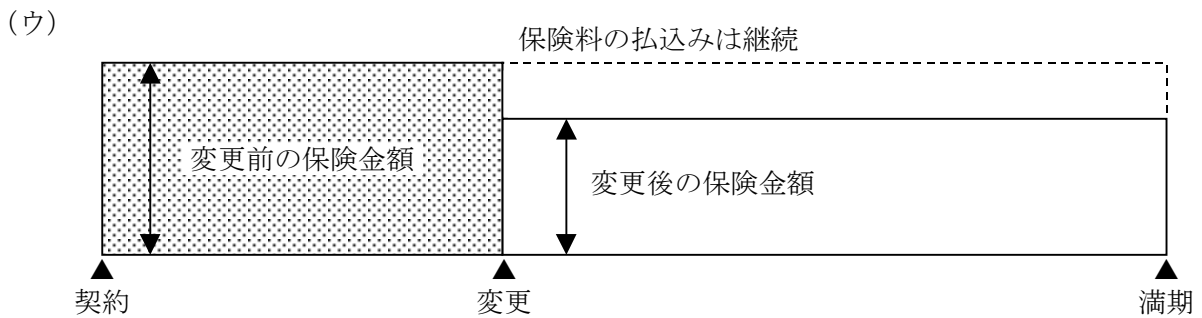 (ウ)
保険料の払込みは継続
変更前の保険金額
変更後の保険金額
契約
変更
満期